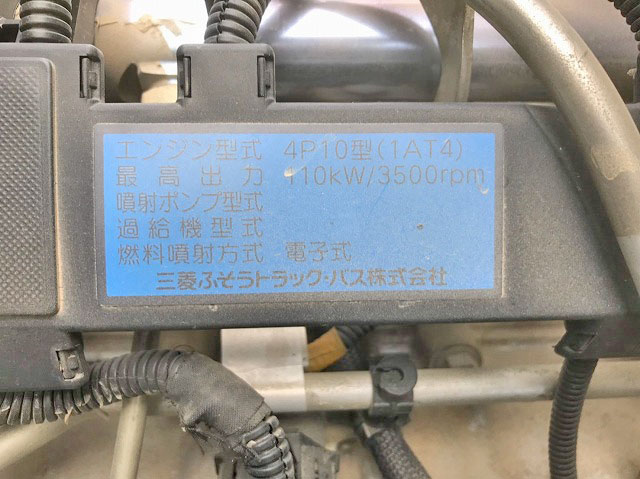 エンジン型式 4P10型(1AT4)
最高出力 110kW/3500rpm
噴射ポンプ型式
過給機型式
燃料噴射方式 電子式
三菱ふそうトラック・バス株式会社